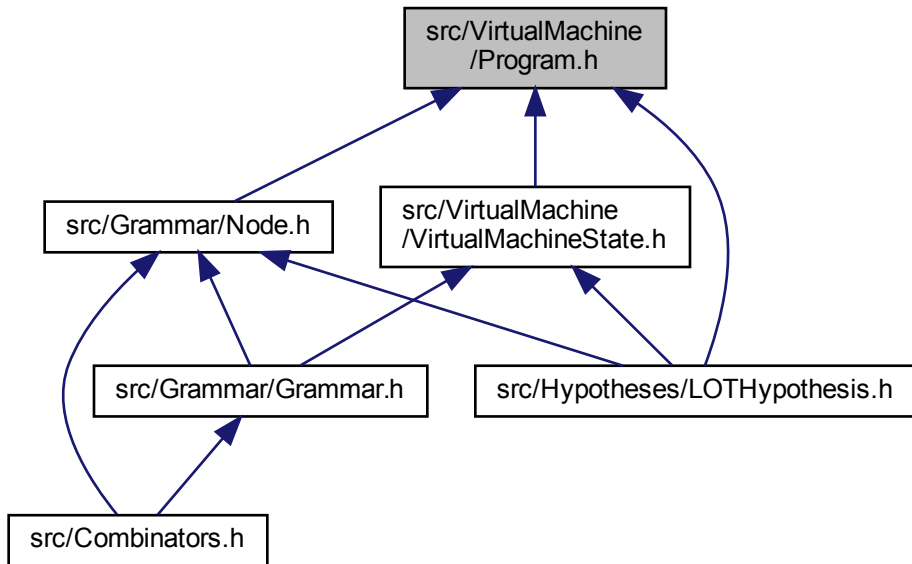 src/VirtualMachine
/Program.h
src/Grammar/Node.h
src/VirtualMachine
/VirtualMachineState.h
src/Grammar/Grammar.h
src/Hypotheses/LOTHypothesis.h
src/Combinators.h